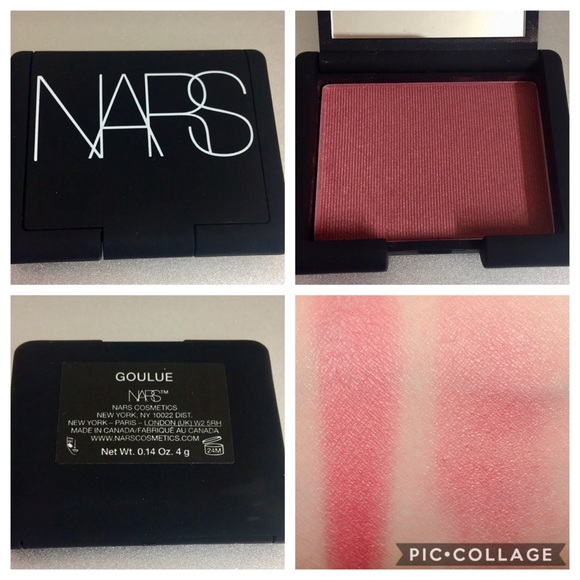 NARS
GOULUE
NARS™
NARS COSMETICS
NEW YORK, NY 10022 DIST.
NEW YORK – PARIS – LONDON (UK) W2 5RH
MADE IN CANADA/FABRIQUÉ AU CANADA
WWW.NARSCOSMETICS.COM
Net Wt. 0.14 Oz. 4 g
24M
PIC•COLLAGE